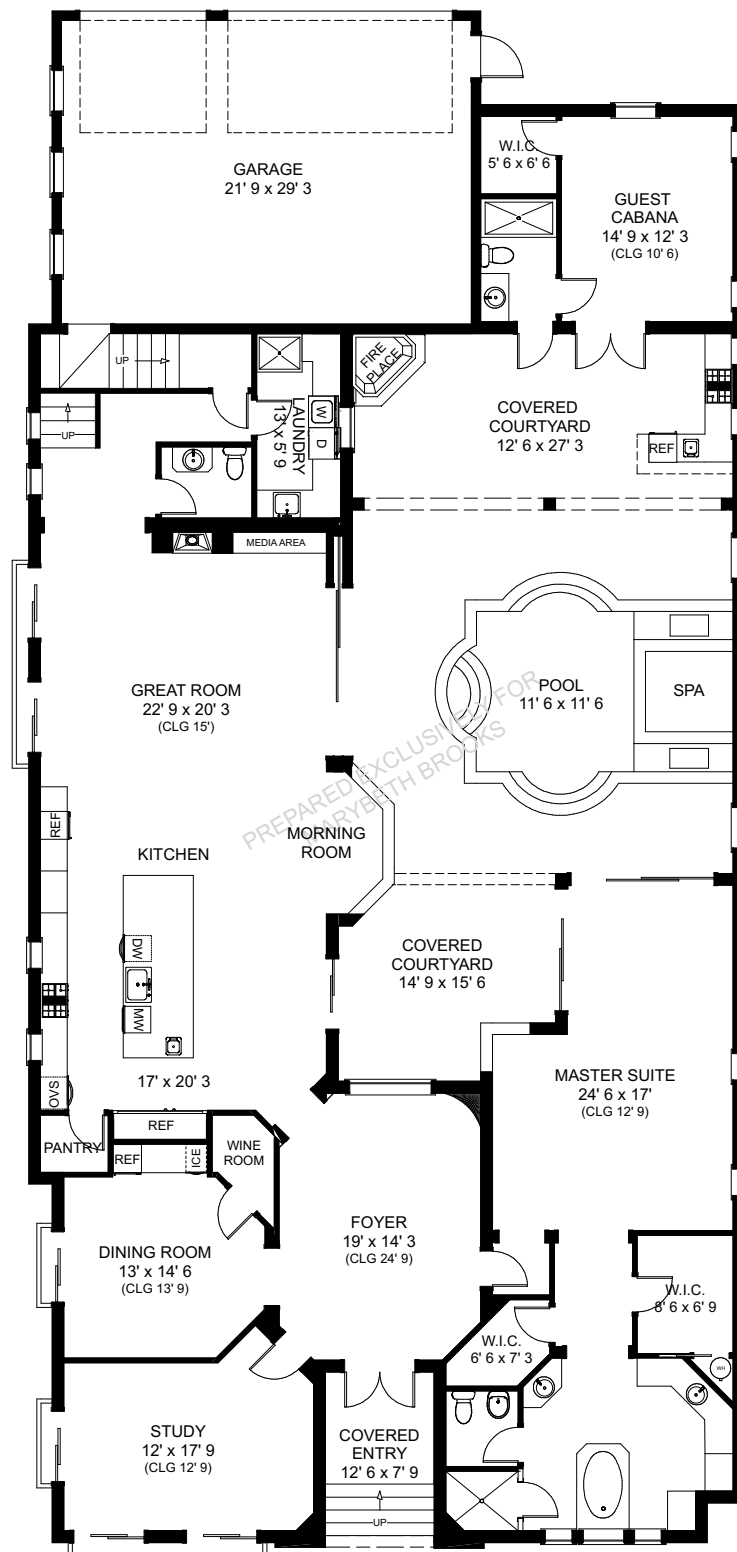 GARAGE
21' 9 x 29' 3
W.I.C.
5' 6 x 6' 6
GUEST
CABANA
14' 9 x 12' 3
(CLG 10' 6)
UP
UP
LAUNDRY
13' x 5' 9
W
D
FIRE
PLACE
COVERED
COURTYARD
12' 6 x 27' 3
REF
MEDIA AREA
GREAT ROOM
22' 9 x 20' 3
(CLG 15')
POOL
11' 6 x 11' 6
SPA
PREPARED EXCLUSIVELY FOR
MARYBETH BROOKS
REF
KITCHEN
MORNING
ROOM
DW
MW
OVS
17' x 20' 3
COVERED
COURTYARD
14' 9 x 15' 6
MASTER SUITE
24' 6 x 17'
(CLG 12' 9)
PANTRY
REF
REF
ICE
WINE
ROOM
DINING ROOM
13' x 14' 6
(CLG 13' 9)
FOYER
19' x 14' 3
(CLG 24' 9)
W.I.C.
8' 6 x 6' 9
W.I.C.
6' 6 x 7' 3
WH
STUDY
12' x 17' 9
(CLG 12' 9)
COVERED
ENTRY
12' 6 x 7' 9
UP